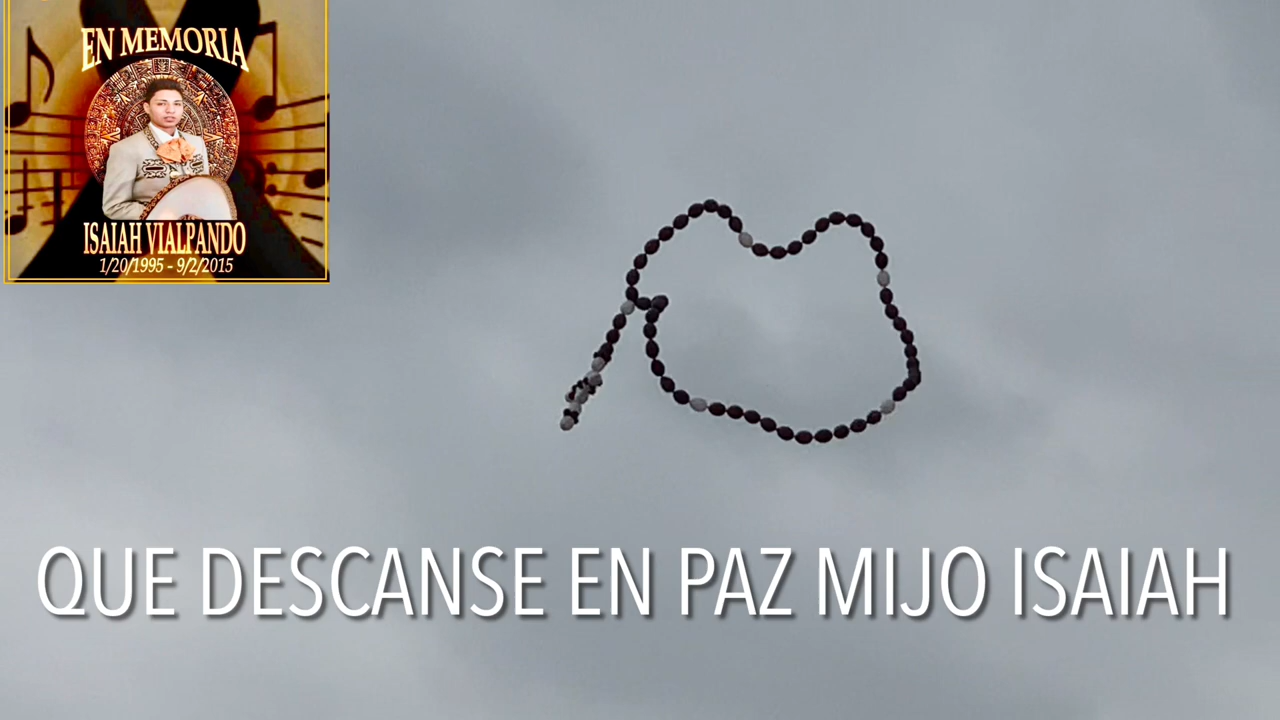 EN MEMORIA
ISAIAH VIALPANDO
1/20/1995 - 9/2/2015
QUE DESCANSE EN PAZ MIJO ISAIAH